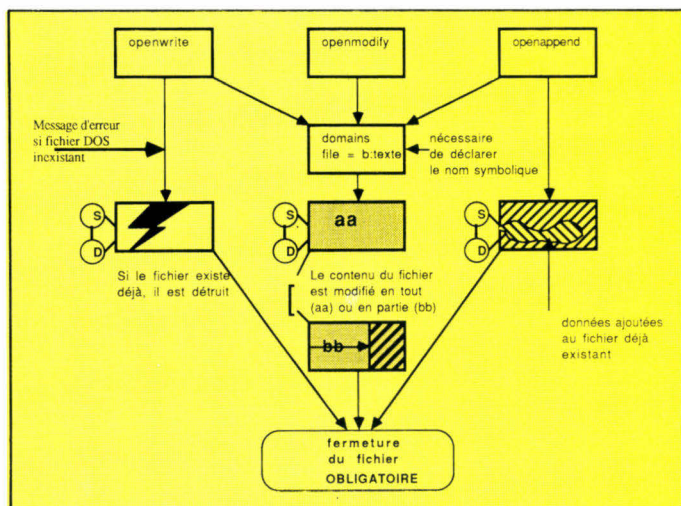 openwrite
openmodify
openappend
Message d'erreur
si fichier DOS
inexistant
domains
file = b:texte
nécessaire
de déclarer
le nom symbolique
S
D
S
D
aa
S
D
Si le fichier existe
déjà, il est détruit
Le contenu du fichier
est modifié en tout
(aa) ou en partie (bb)
données ajoutées
au fichier déjà
existant
bb
fermeture
du fichier
OBLIGATOIRE